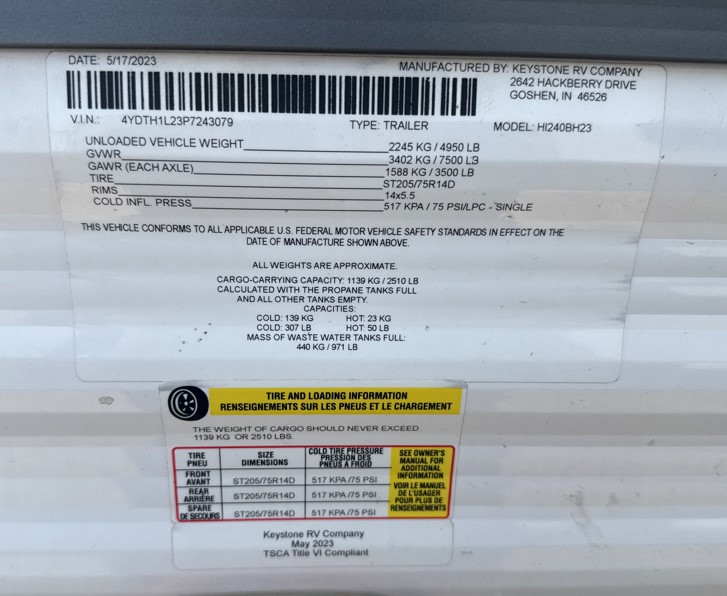 DATE: 5/17/2023
MANUFACTURED BY: KEYSTONE RV COMPANY
2642 HACKBERRY DRIVE
GOSHEN, IN 46526
V.I.N.: 4YDTH1L23P7243079 TYPE: TRAILER MODEL: HI240BH23
UNLOADED VEHICLE WEIGHT 2245 KG / 4950 LB
GVWR 3402 KG / 7500 LB
GAWR (EACH AXLE) 1588 KG / 3500 LB
TIRE ST205/75R14D
RIMS 14x5.5
COLD INFL. PRESS 517 KPA / 75 PSI/LPC - SINGLE
THIS VEHICLE CONFORMS TO ALL APPLICABLE U.S. FEDERAL MOTOR VEHICLE SAFETY STANDARDS IN EFFECT ON THE
DATE OF MANUFACTURE SHOWN ABOVE.
ALL WEIGHTS ARE APPROXIMATE.
CARGO-CARRYING CAPACITY: 1139 KG / 2510 LB
CALCULATED WITH THE PROPANE TANKS FULL
AND ALL OTHER TANKS EMPTY.
CAPACITIES:
COLD: 139 KG HOT: 23 KG
COLD: 307 LB HOT: 50 LB
MASS OF WASTE WATER TANKS FULL:
440 KG / 971 LB
TIRE AND LOADING INFORMATION
RENSEIGNEMENTS SUR LES PNEUS ET LE CHARGEMENT
THE WEIGHT OF CARGO SHOULD NEVER EXCEED
1139 KG OR 2510 LBS.
TIRE
PNEU
SIZE
DIMENSIONS
COLD TIRE PRESSURE
PRESSION DES
PNEUS A FROID
FRONT
AVANT
ST205/75R14D
517 KPA /75 PSI
REAR
ARRIÈRE
ST205/75R14D
517 KPA /75 PSI
SPARE
DE SECOURS
ST205/75R14D
517 KPA /75 PSI
SEE OWNER'S
MANUAL FOR
ADDITIONAL
INFORMATION
VOIR LE MANUEL
DE L'USAGER
POUR PLUS DE
RENSEIGNEMENTS
Keystone RV Company
May 2023
TSCA Title VI Compliant